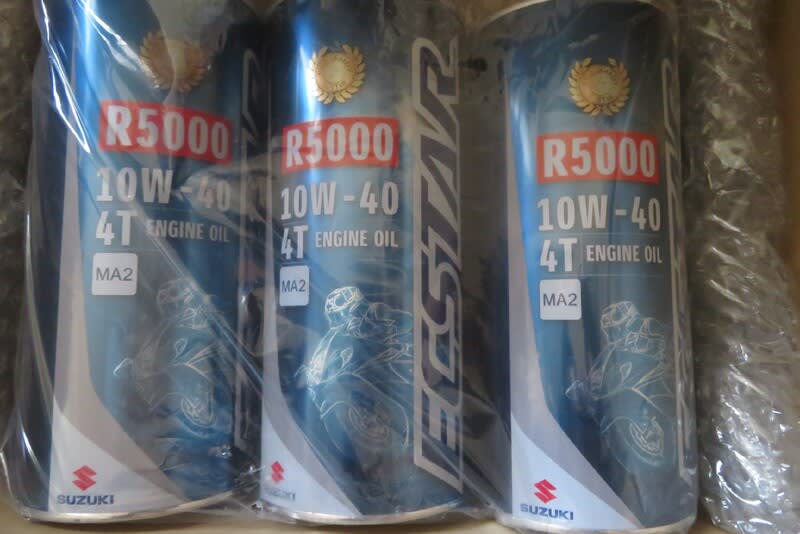 R5000
10W-40
4T ENGINE OIL
MA2
SUZUKI
R5000
10W-40
4T ENGINE OIL
MA2
ECSTAR
SUZUKI
R5000
10W-40
4T ENGINE OIL
MA2
SUZUKI